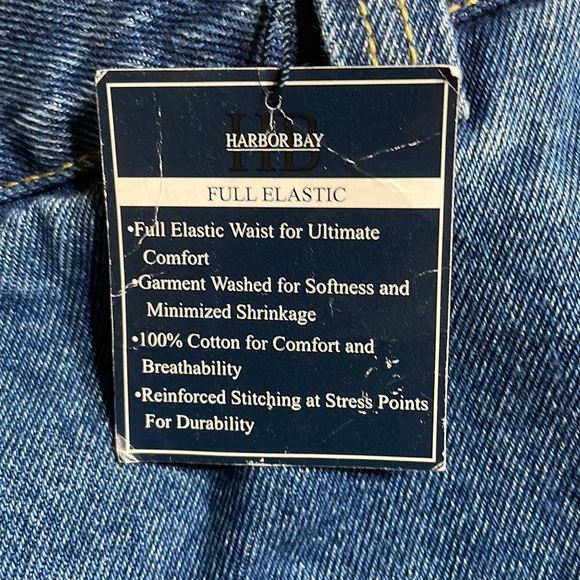 HB
HARBOR BAY
FULL ELASTIC
•Full Elastic Waist for Ultimate
Comfort
•Garment Washed for Softness and
Minimized Shrinkage
•100% Cotton for Comfort and
Breathability
•Reinforced Stitching at Stress Points
For Durability